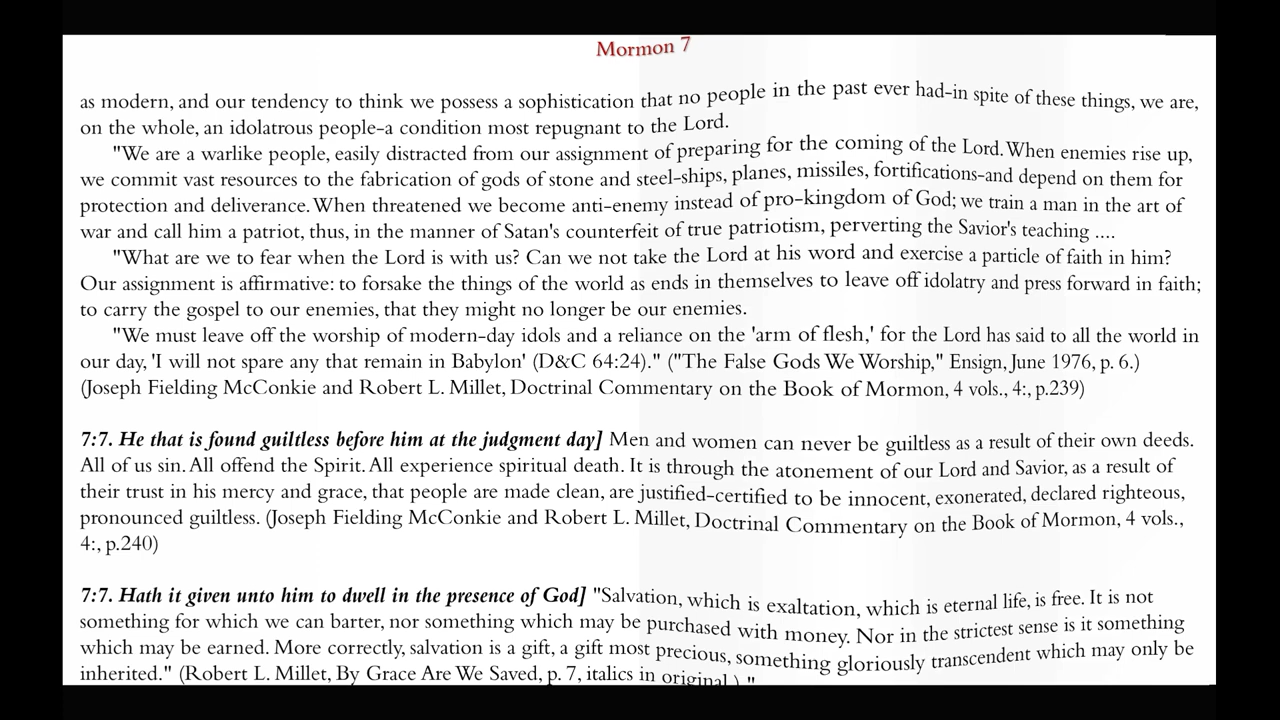 Mormon 7
as modern, and our tendency to think we possess a sophistication that no people in the past ever had-in spite of these things, we are,
on the whole, an idolatrous people-a condition most repugnant to the Lord.
"We are a warlike people, easily distracted from our assignment of preparing for the coming of the Lord. When enemies rise up,
we commit vast resources to the fabrication of gods of stone and steel-ships, planes, missiles, fortifications-and depend on them for
protection and deliverance. When threatened we become anti-enemy instead of pro-kingdom of God; we train a man in the art of
war and call him a patriot, thus, in the manner of Satan's counterfeit of true patriotism, perverting the Savior's teaching ....
"What are we to fear when the Lord is with us? Can we not take the Lord at his word and exercise a particle of faith in him?
Our assignment is affirmative: to forsake the things of the world as ends in themselves to leave off idolatry and press forward in faith;
to carry the gospel to our enemies, that they might no longer be our enemies.
"We must leave off the worship of modern-day idols and a reliance on the 'arm of flesh,' for the Lord has said to all the world in
our day, 'I will not spare any that remain in Babylon' (D&C 64:24)." ("The False Gods We Worship," Ensign, June 1976, p. 6.)
(Joseph Fielding McConkie and Robert L. Millet, Doctrinal Commentary on the Book of Mormon, 4 vols., 4:, p.239)
7:7. He that is found guiltless before him at the judgment day] Men and women can never be guiltless as a result of their own deeds.
All of us sin. All offend the Spirit. All experience spiritual death. It is through the atonement of our Lord and Savior, as a result of
their trust in his mercy and grace, that people are made clean, are justified-certified to be innocent, exonerated, declared righteous,
pronounced guiltless. (Joseph Fielding McConkie and Robert L. Millet, Doctrinal Commentary on the Book of Mormon, 4 vols.,
4:, p.240)
7:7. Hath it given unto him to dwell in the presence of God] "Salvation, which is exaltation, which is eternal life, is free. It is not
something for which we can barter, nor something which may be purchased with money. Nor in the strictest sense is it something
which may be earned. More correctly, salvation is a gift, a gift most precious, something gloriously transcendent which may only be
inherited." (Robert L. Millet, By Grace Are We Saved, p. 7, italics in original.) "